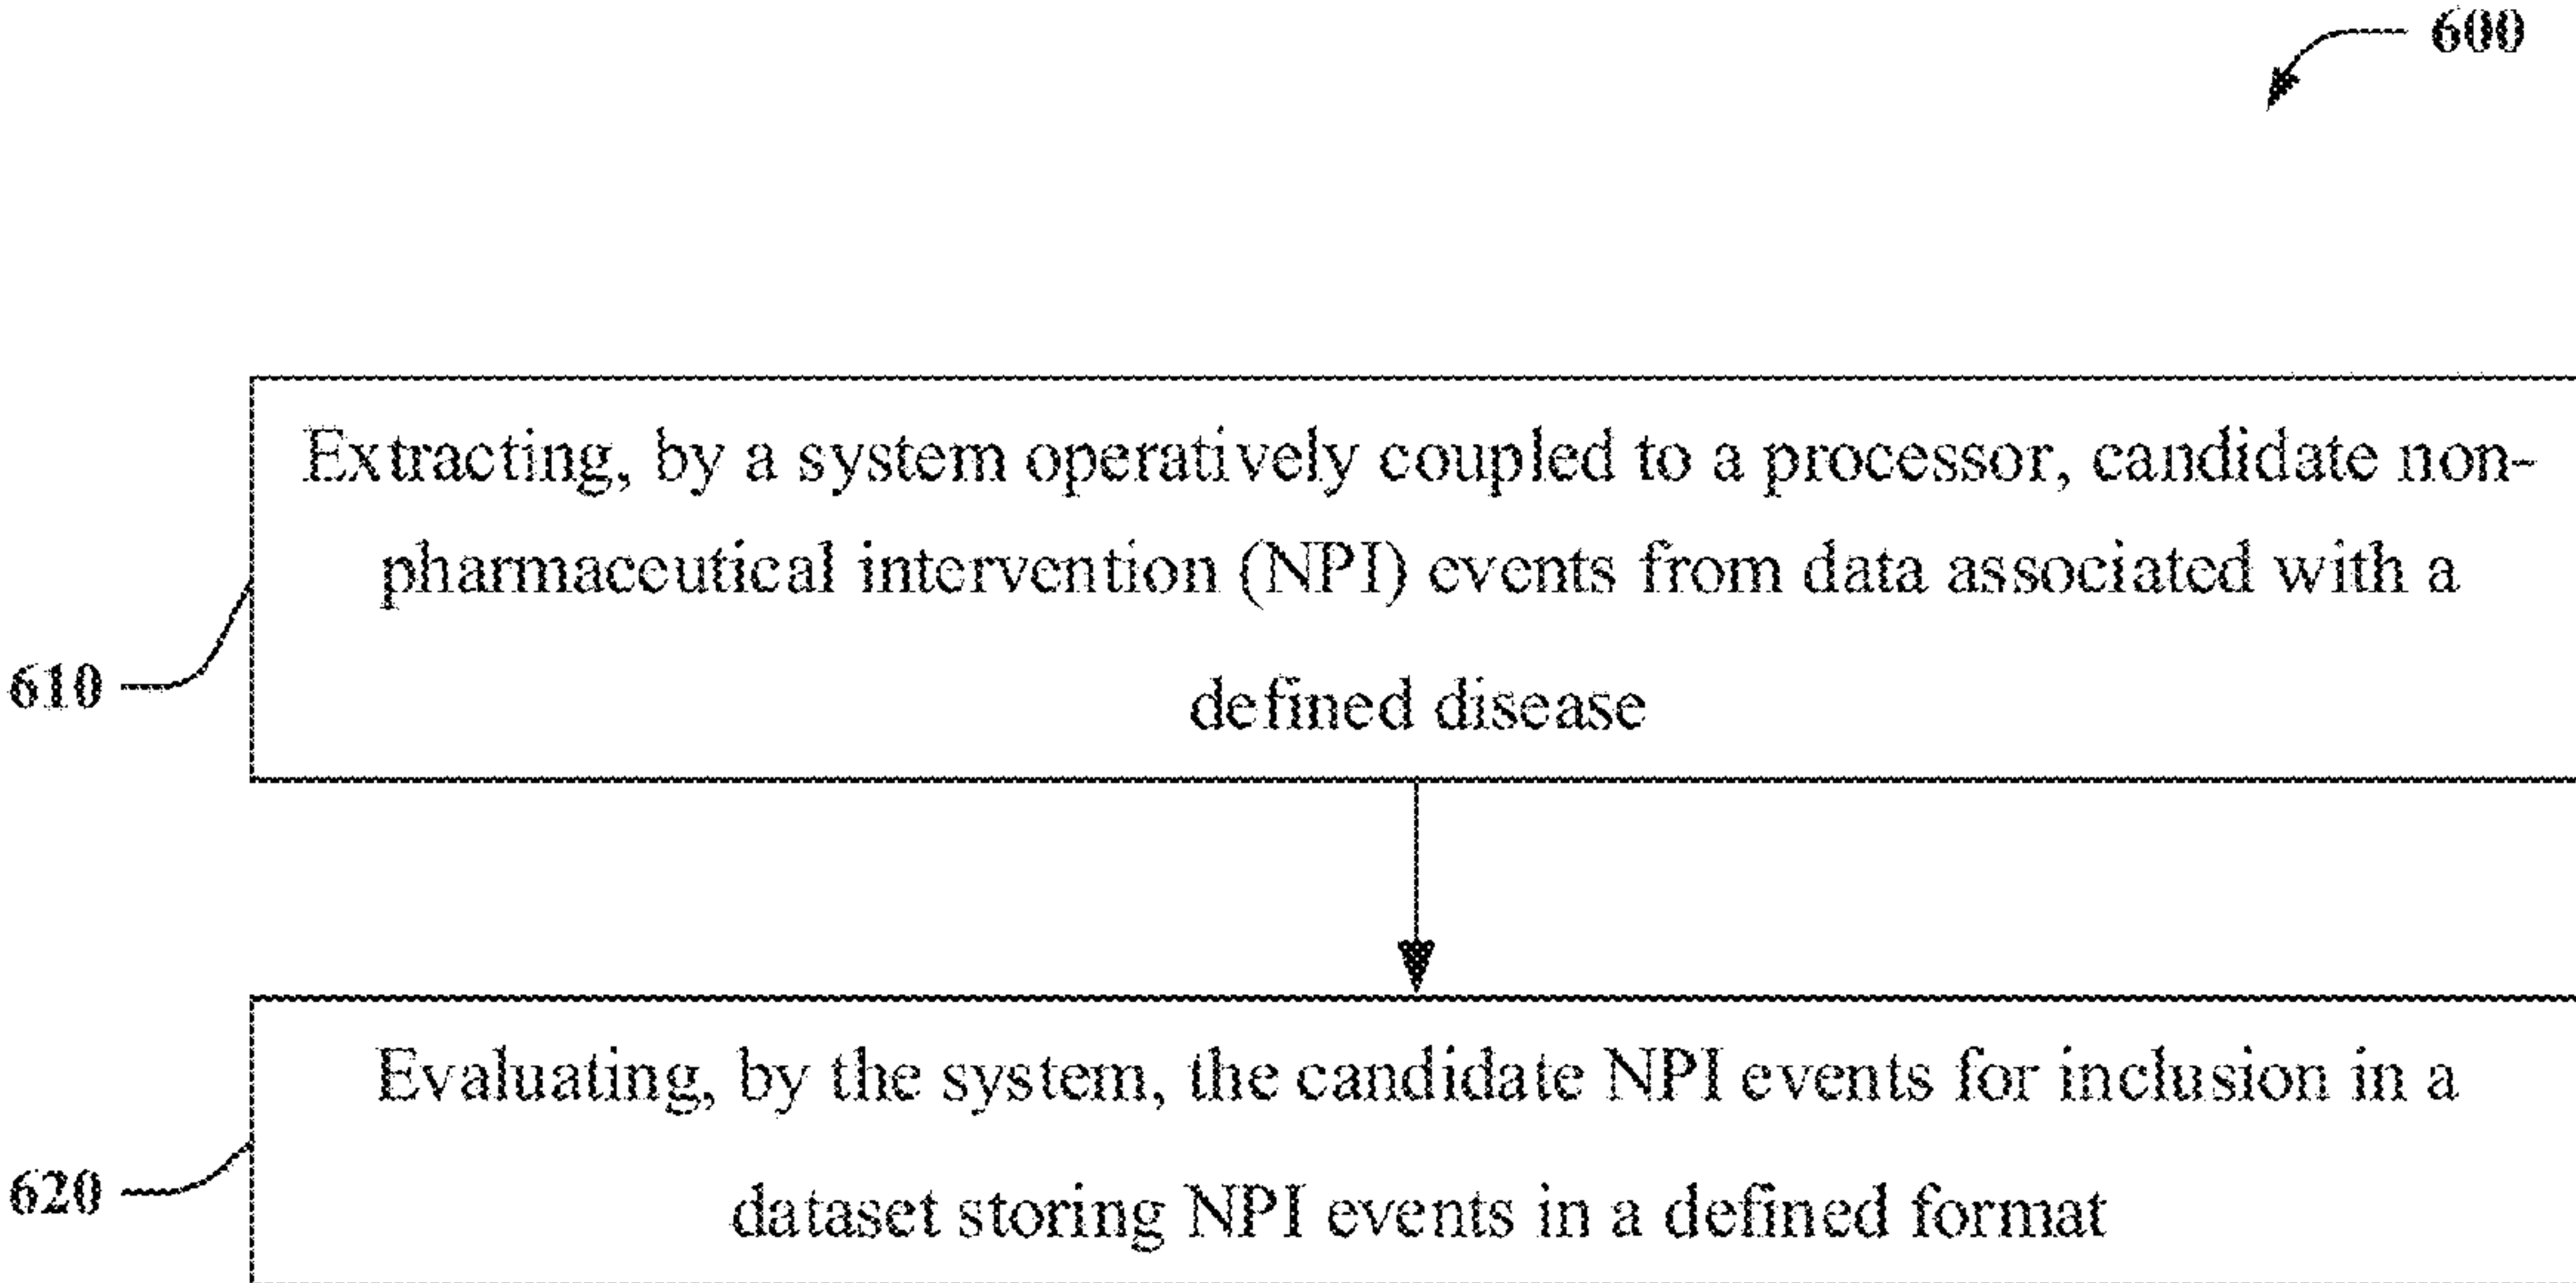 600
Extracting, by a system operatively coupled to a processor, candidate non-
pharmaceutical intervention (NPI) events from data associated with a
defined disease
610
Evaluating, by the system, the candidate NPI events for inclusion in a
dataset storing NPI events in a defined format
620